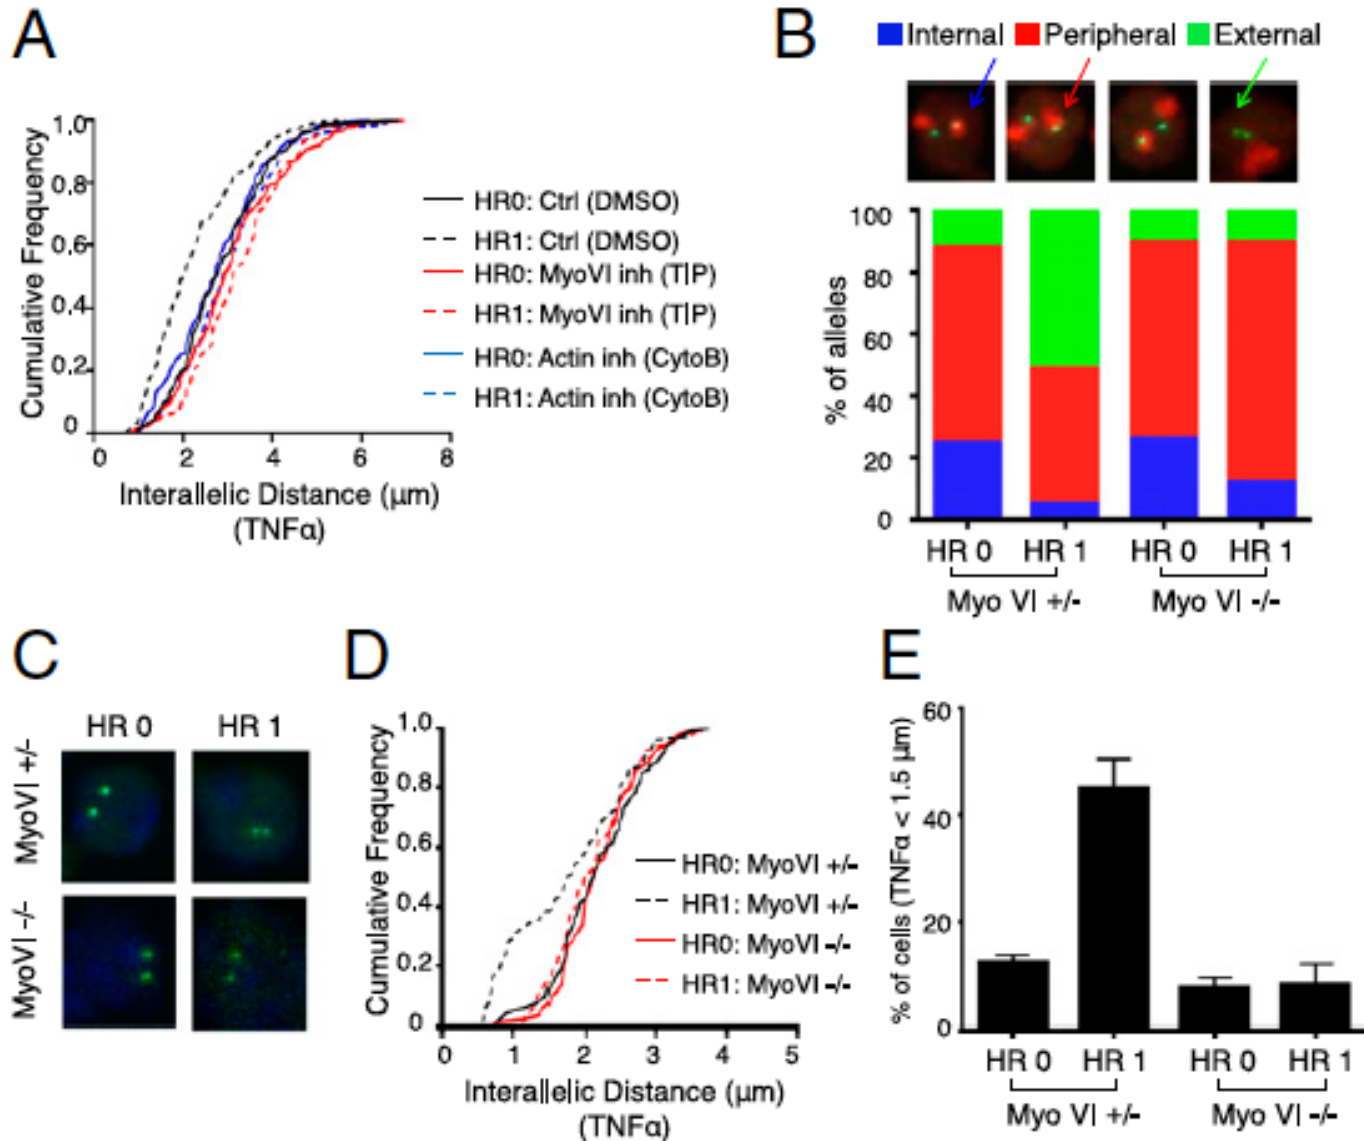 A
1.0
0.8
0.6
0.4
0.2
0
0 2 4 6 8
Cumulative Frequency
Interallelic Distance (µm)
(TNFα)
HR0: Ctrl (DMSO)
HR1: Ctrl (DMSO)
HR0: MyoVI inh (TIP)
HR1: MyoVI inh (TIP)
HR0: Actin inh (CytoB)
HR1: Actin inh (CytoB)
B
Internal Peripheral External
100
80
60
40
20
0
% of alleles
HR 0 HR 1 HR 0 HR 1
Myo VI +/- Myo VI -/-
C
HR 0 HR 1
MyoVI +/-
MyoVI -/-
D
1.0
0.8
0.6
0.4
0.2
0
0 1 2 3 4 5
Cumulative Frequency
Interallelic Distance (µm)
(TNFα)
HR0: MyoVI +/-
HR1: MyoVI +/-
HR0: MyoVI -/-
HR1: MyoVI -/-
E
60
40
20
0
% of cells (TNFα < 1.5 µm)
HR 0 HR 1 HR 0 HR 1
Myo VI +/- Myo VI -/-